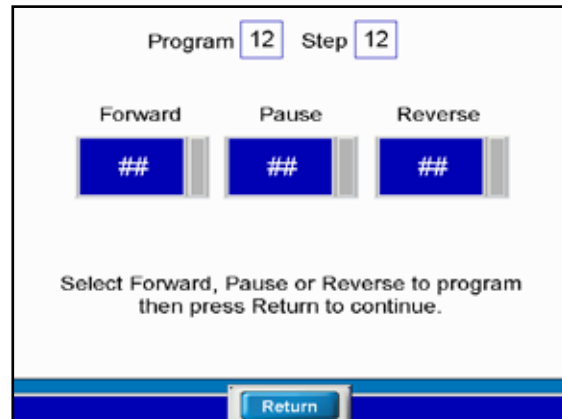 Program 12 Step 12
Forward Pause Reverse
## ## ##
Select Forward, Pause or Reverse to program
then press Return to continue.
Return